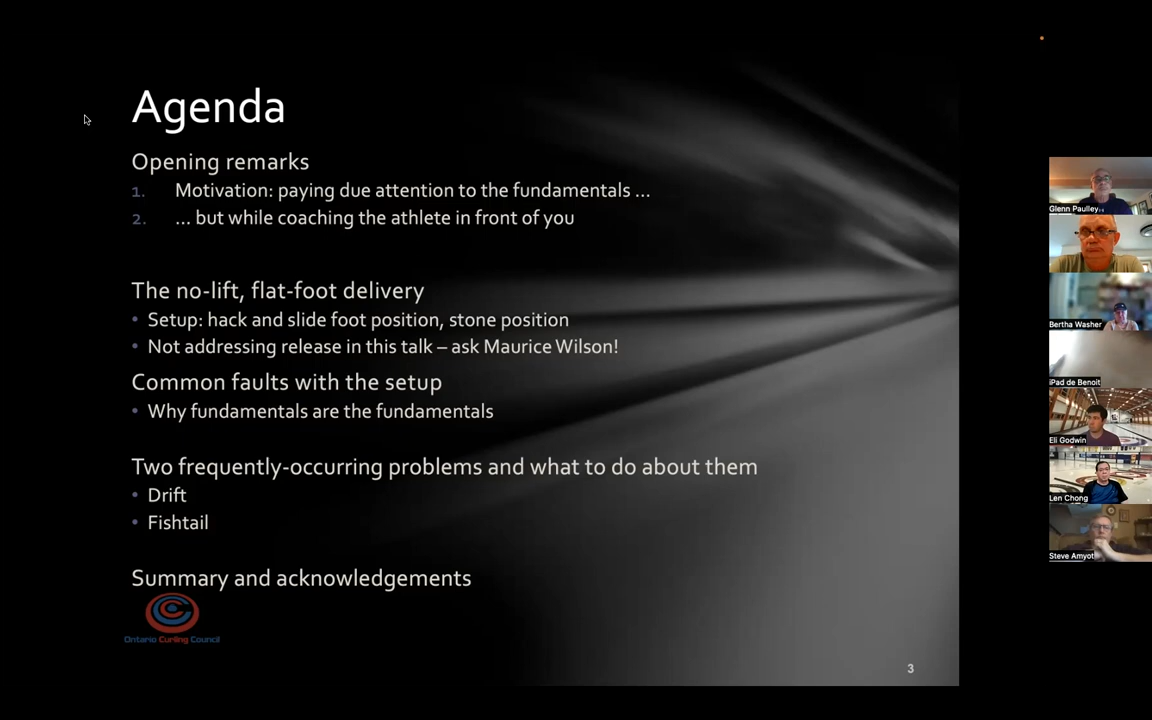 Agenda
Opening remarks
1. Motivation: paying due attention to the fundamentals ...
2. ... but while coaching the athlete in front of you
The no-lift, flat-foot delivery
• Setup: hack and slide foot position, stone position
• Not addressing release in this talk – ask Maurice Wilson!
Common faults with the setup
• Why fundamentals are the fundamentals
Two frequently-occurring problems and what to do about them
• Drift
• Fishtail
Summary and acknowledgements
Ontario Curling Council
3
Glenn Paulley
Bertha Washer
iPad de Benoit
Eli Godwin
Len Chong
Steve Amyot